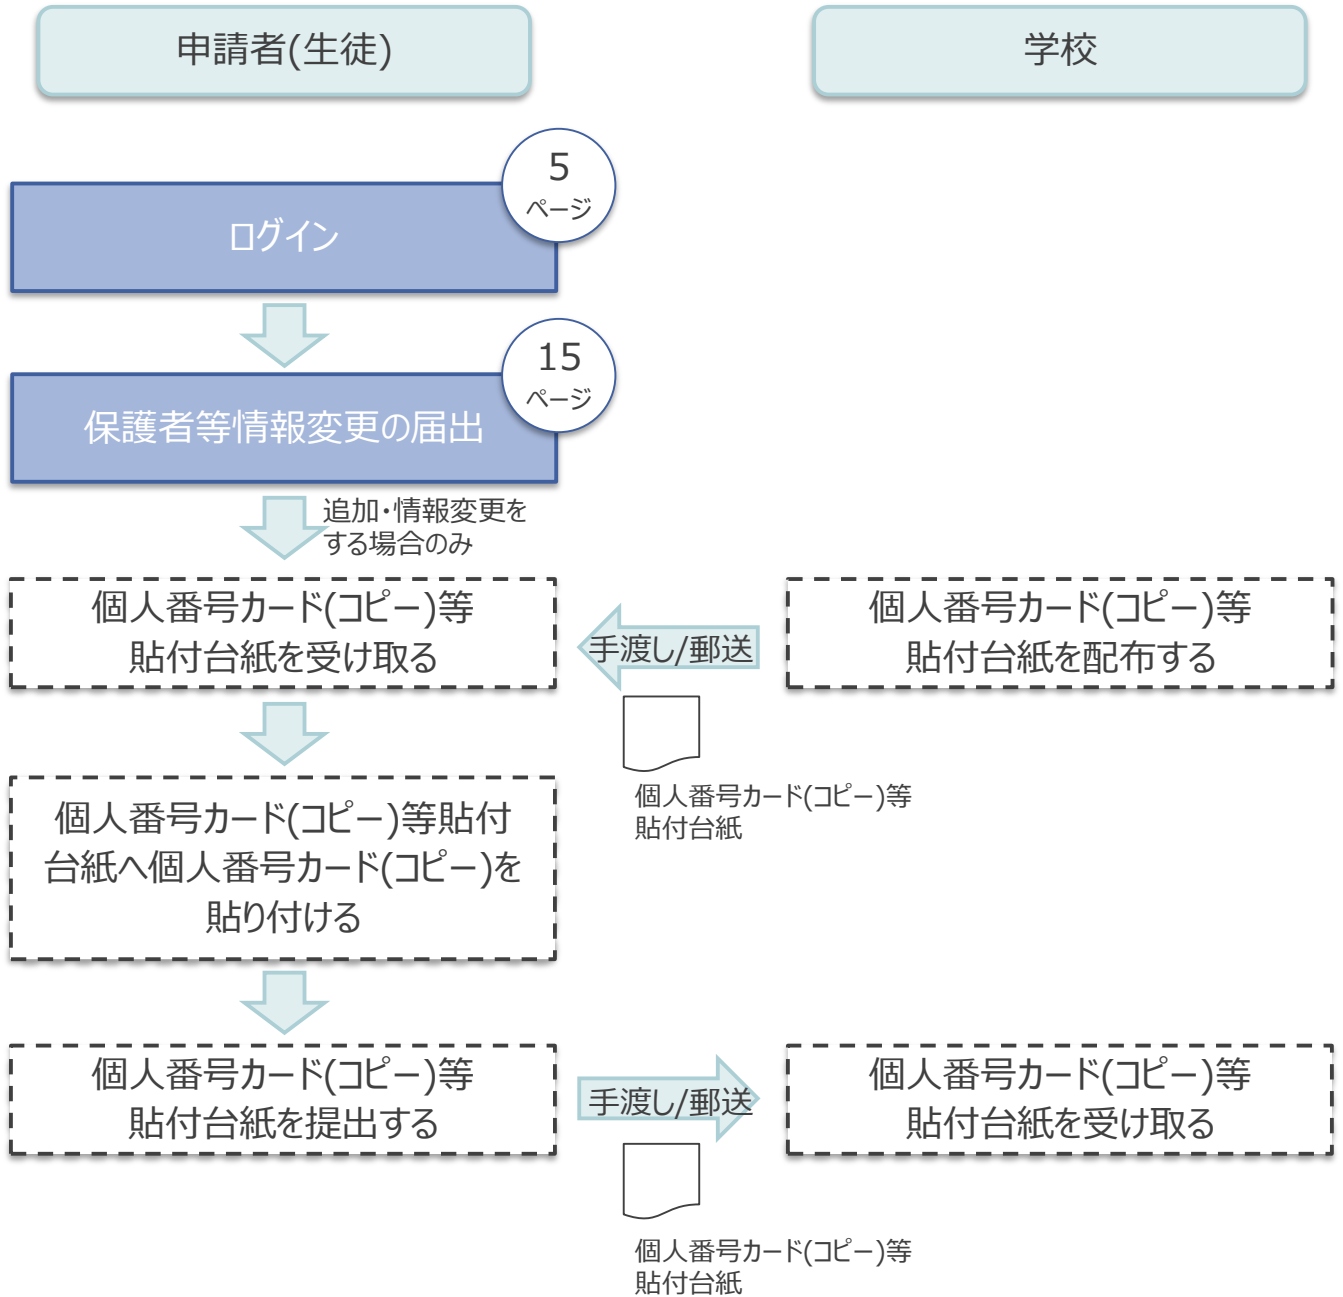 申請者(生徒)
学校
5
ページ
ログイン
15
ページ
保護者等情報変更の届出
追加・情報変更を
する場合のみ
個人番号カード(コピー)等
貼付台紙を受け取る
手渡し/郵送
個人番号カード(コピー)等
貼付台紙を配布する
個人番号カード(コピー)等
貼付台紙
個人番号カード(コピー)等貼付
台紙へ個人番号カード(コピー)を
貼り付ける
個人番号カード(コピー)等
貼付台紙を提出する
手渡し/郵送
個人番号カード(コピー)等
貼付台紙を受け取る
個人番号カード(コピー)等
貼付台紙